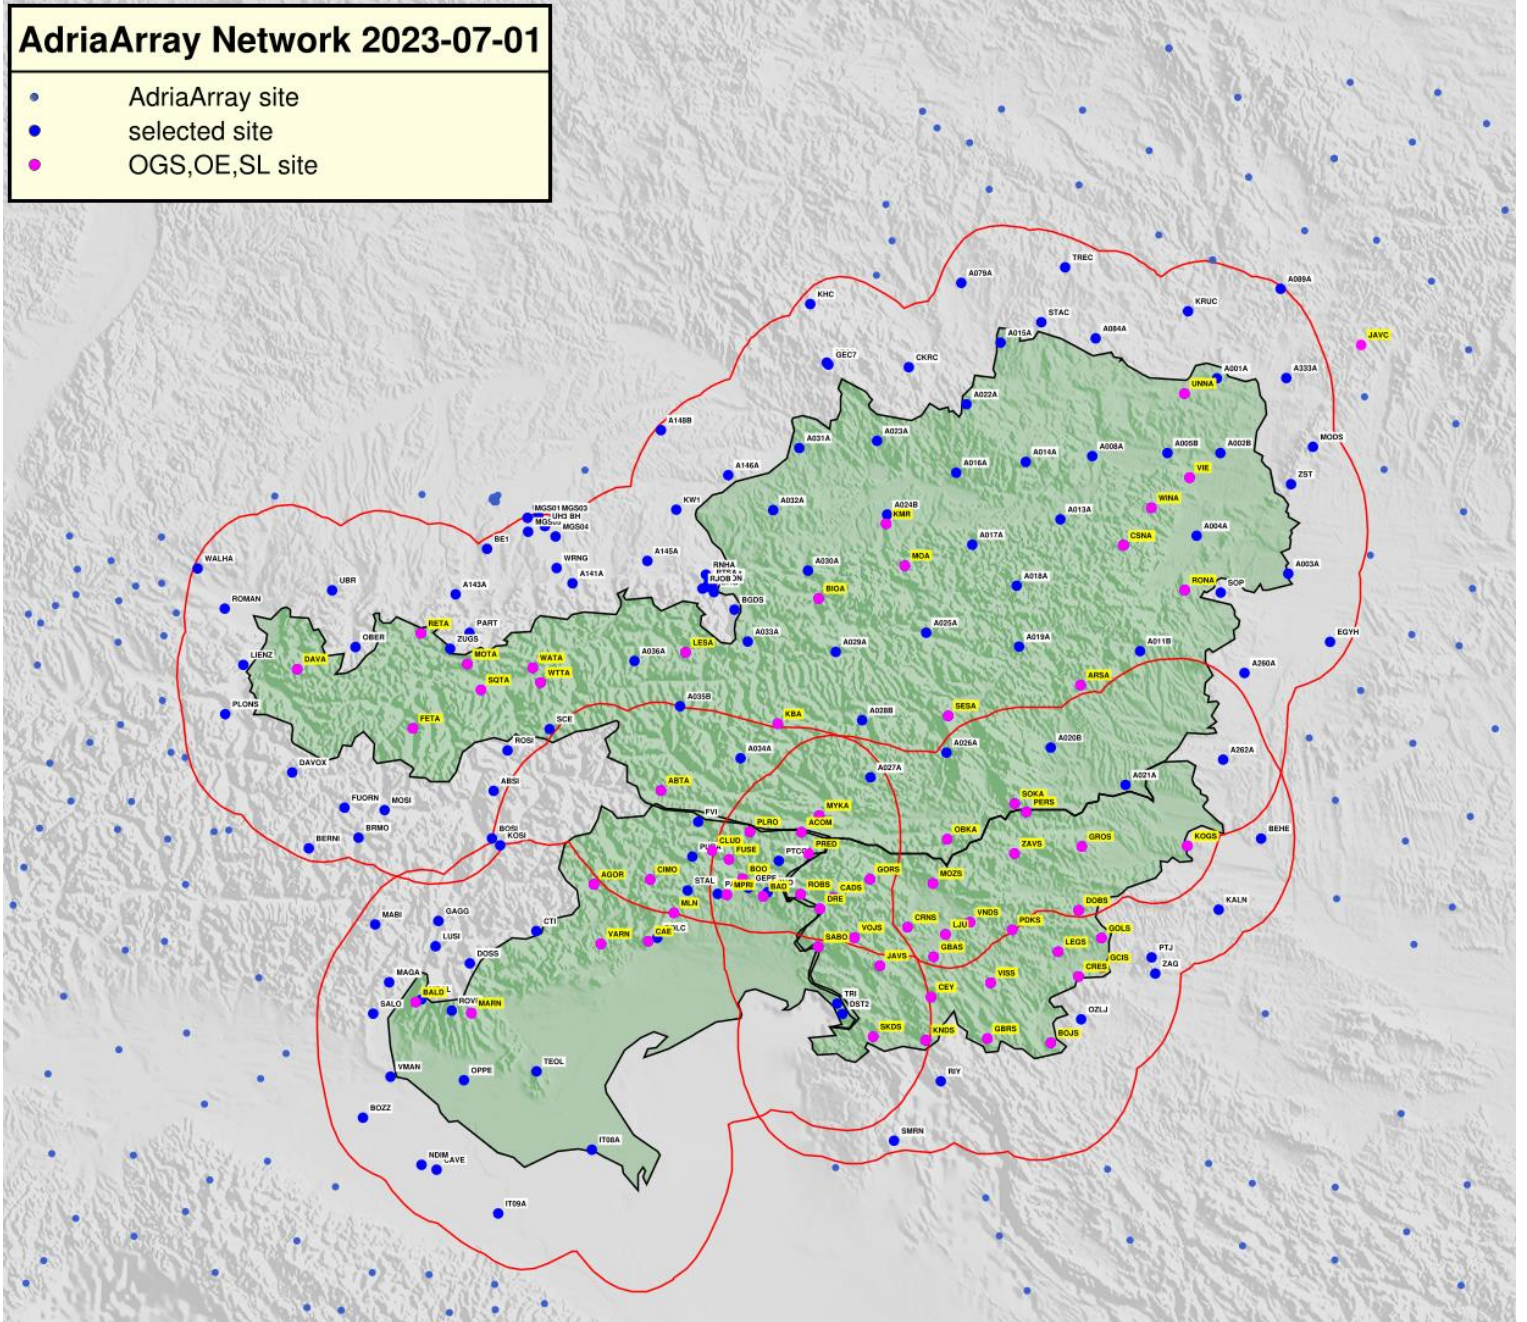 AdriaArray Network 2023-07-01
AdriaArray site
selected site
OGS,OE,SL site
TREC
A079A
A089A
KHC
KRUC
STAC
A015A
A084A
JAVC
GEC7
CKRC
A001A
A333A
UNNA
A022A
A148B
A031A
A023A
MODS
A146A
A016A
A014A
A008A
A005B
A002B
VIE
ZST
KW1
A032A
A024B
KMR
WINA
MGS01
MGS03
MGS04
A013A
A004A
BE1
A017A
CSNA
WALHA
WRNG
A145A
MOA
RNHA
A141A
RJOB
A030A
A018A
A003A
UBR
A143A
BIOA
RONA
SOP
ROMAN
BGDS
RETA
PART
A033A
A025A
EGYH
OBER
ZUGS
LESA
A029A
A019A
A011B
LIENZ
DAVA
MOTA
WATA
A036A
A260A
WTTA
SQTA
ARSA
A035B
PLONS
FETA
SCE
KBA
A028B
SESA
ROSI
A034A
A026A
A020B
A262A
DAVOX
ABSI
ABTA
A027A
A021A
FUORN
MOSI
SOKA
PERS
FVI
MYKA
BERNI
BRMO
BOSI
KOSI
PLRO
ACOM
OBKA
GROS
KOGS
BEHE
CLUD
FUSE
PRED
ZAVS
AGOR
CIMO
STAL
BOO
MPRI
BAD
ROBS
CADS
GORS
MOZS
DRE
MLN
DOBS
KALN
MABI
GAGG
CTI
CRNS
VNDS
PDKS
LUSI
VARN
CAE
SABO
VOJS
LJU
GOLS
DOSS
JAVS
GBAS
LEGS
GCIS
PTJ
ZAG
MAGA
BALD
VISS
CRES
SALO
MARN
TRI
DST2
CEY
OZLJ
SKDS
KNDS
GBRS
BOJS
VMAN
OPPE
TEOL
RIY
BOZZ
SMRN
IT08A
NDIM
IT09A